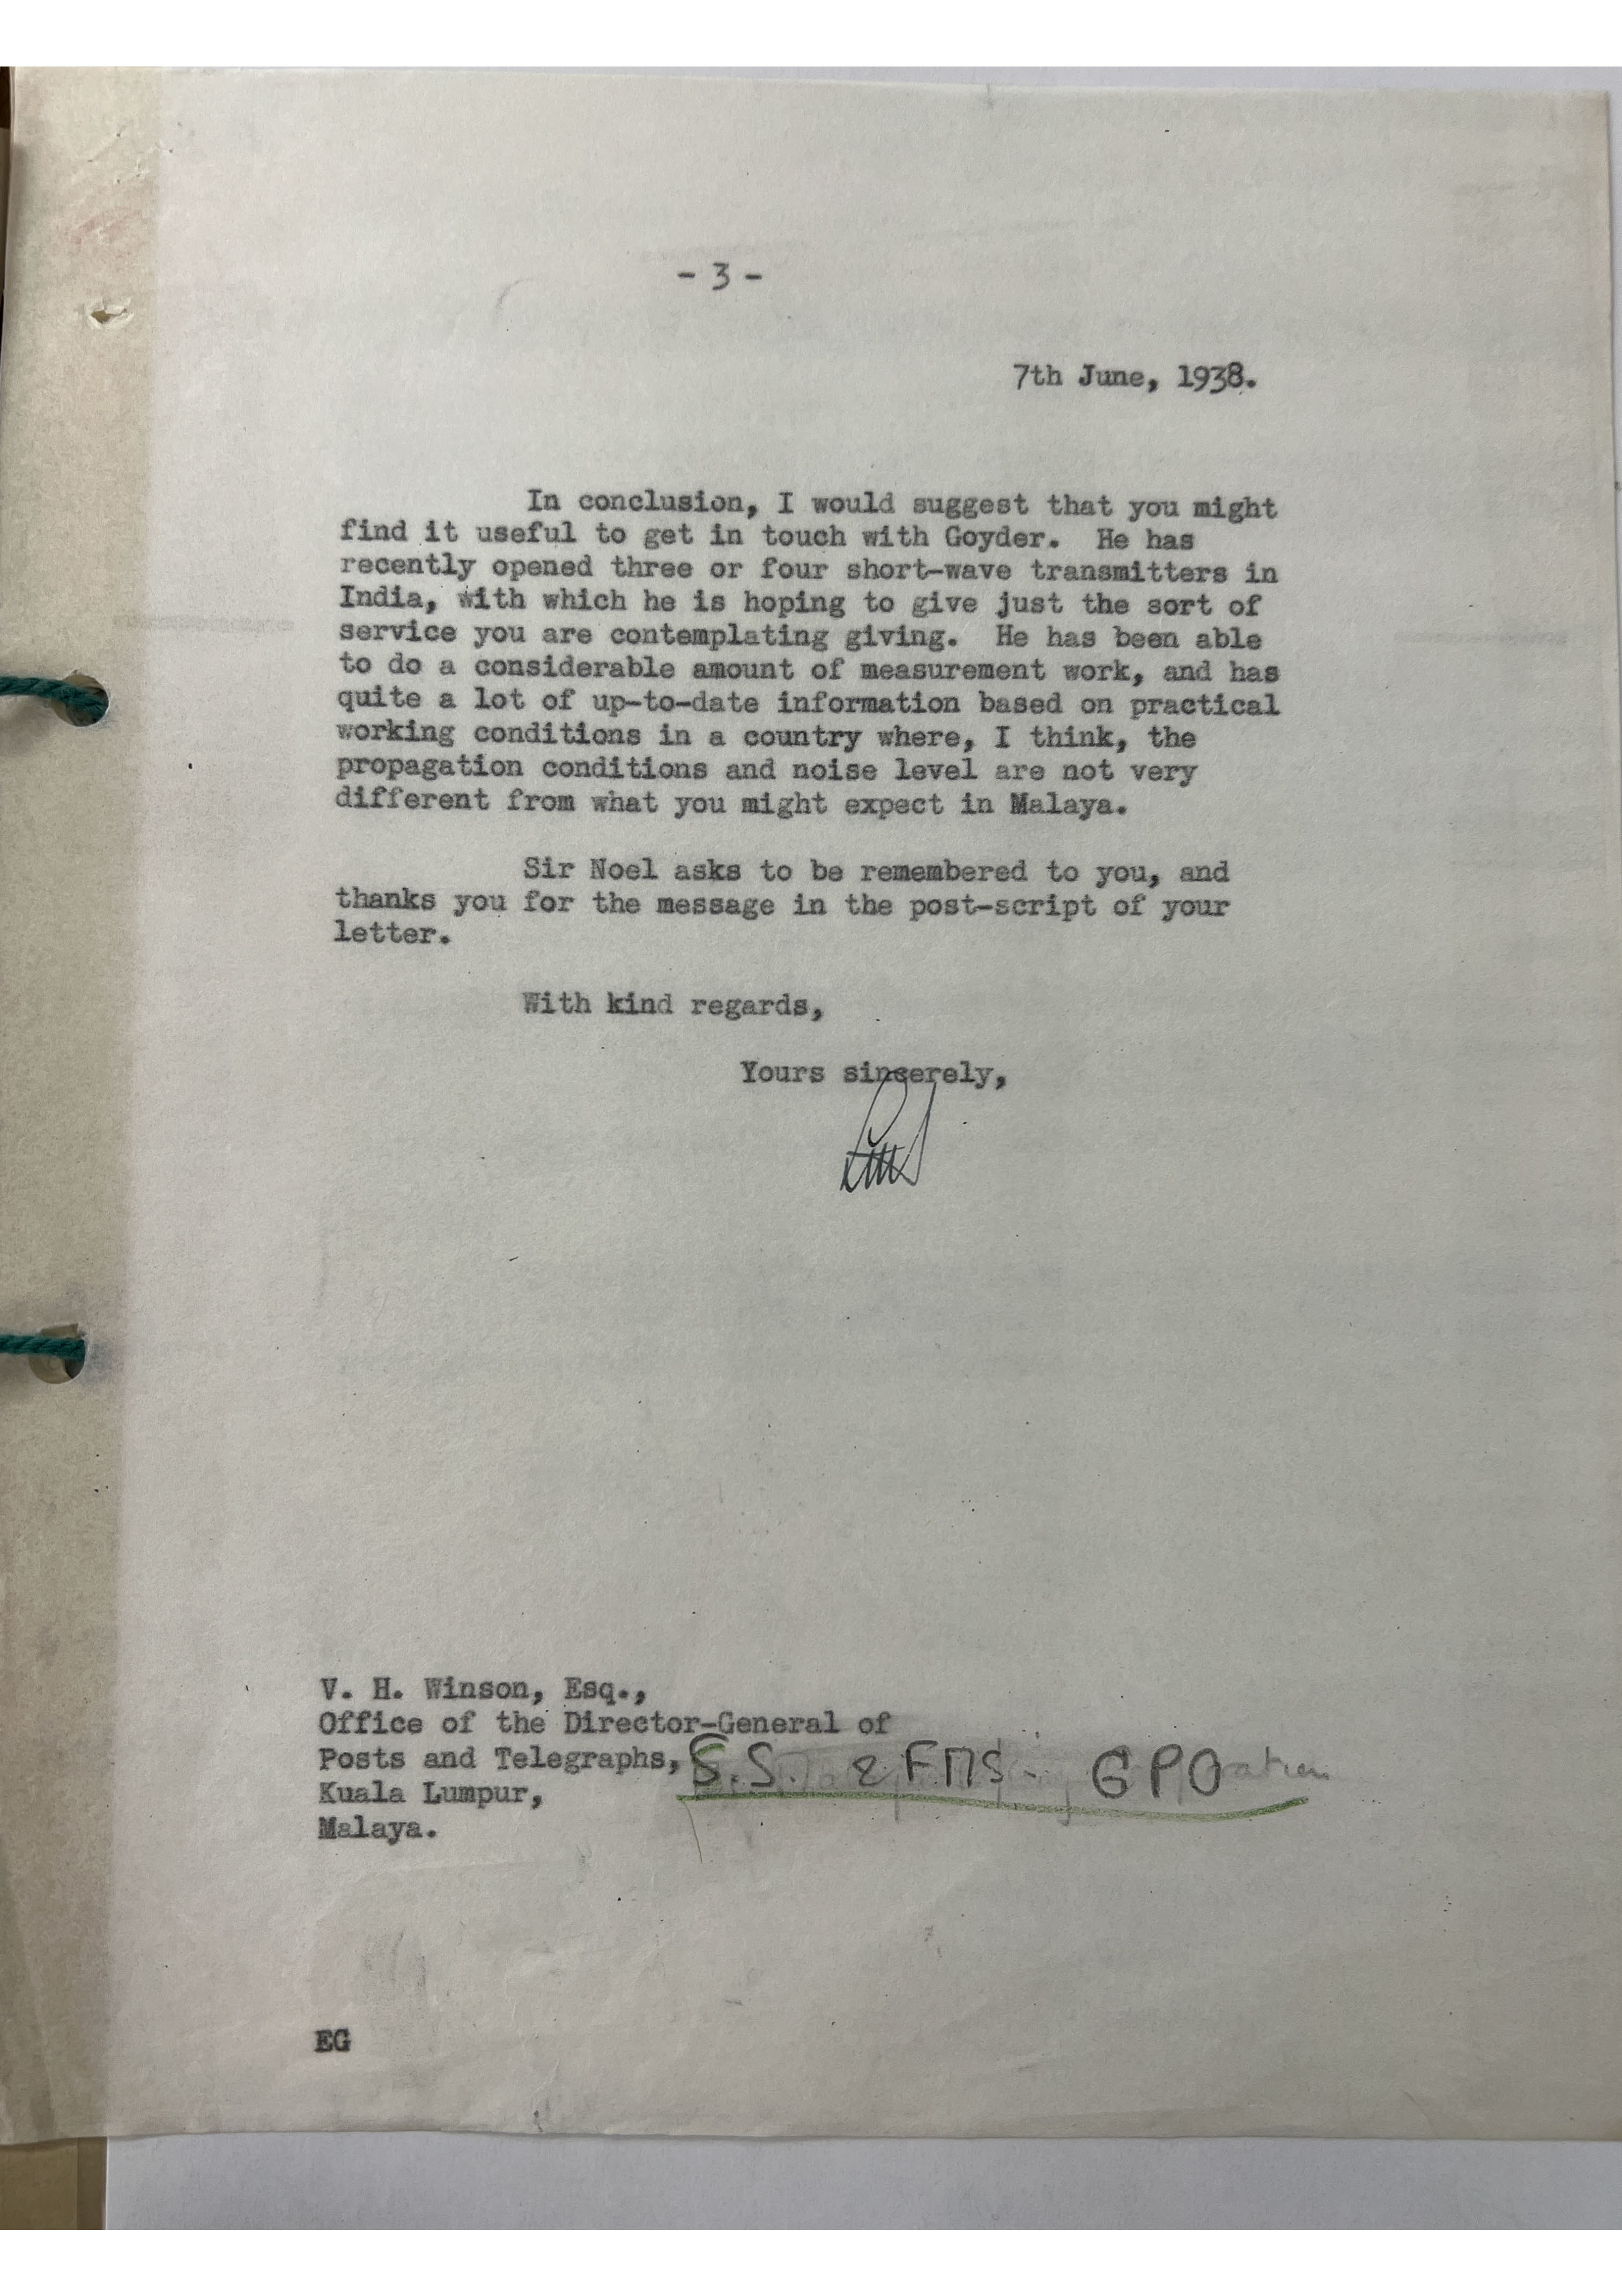 - 3 -
7th June, 1938.
In conclusion, I would suggest that you might
find it useful to get in touch with Goyder. He has
recently opened three or four short-wave transmitters in
India, with which he is hoping to give just the sort of
service you are contemplating giving. He has been able
to do a considerable amount of measurement work, and has
quite a lot of up-to-date information based on practical
working conditions in a country where, I think, the
propagation conditions and noise level are not very
different from what you might expect in Malaya.
Sir Noel asks to be remembered to you, and
thanks you for the message in the post-script of your
letter.
With kind regards,
Yours sincerely,
V. H. Winson, Esq.,
Office of the Director-General of
Posts and Telegraphs, S.S. & FMS. GPO
Kuala Lumpur,
Malaya.
EG